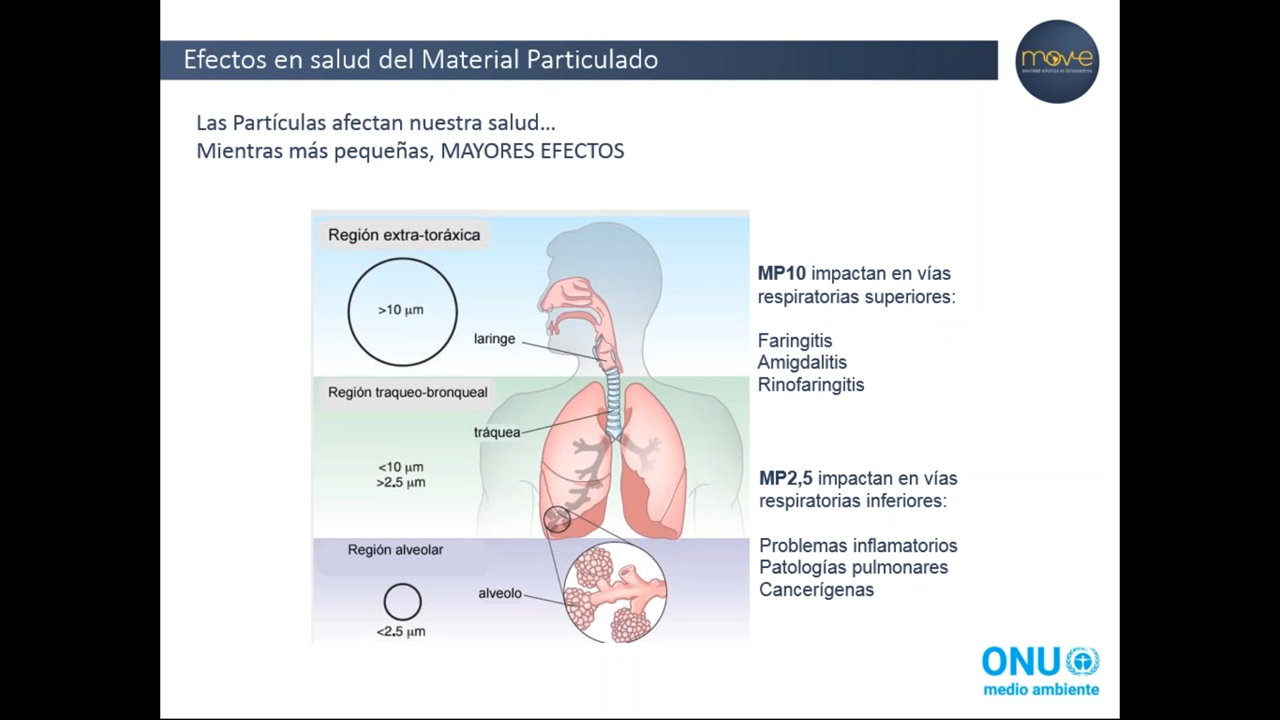 Efectos en salud del Material Particulado
move
movilidad eléctrica en latinoamérica
Las Partículas afectan nuestra salud...
Mientras más pequeñas, MAYORES EFECTOS
Región extra-toráxica
>10 µm
laringe
Región traqueo-bronqueal
tráquea
<10 µm
>2.5 µm
Región alveolar
alveolo
<2.5 µm
MP10 impactan en vías
respiratorias superiores:
Faringitis
Amigdalitis
Rinofaringitis
MP2,5 impactan en vías
respiratorias inferiores:
Problemas inflamatorios
Patologías pulmonares
Cancerígenas
ONU
medio ambiente